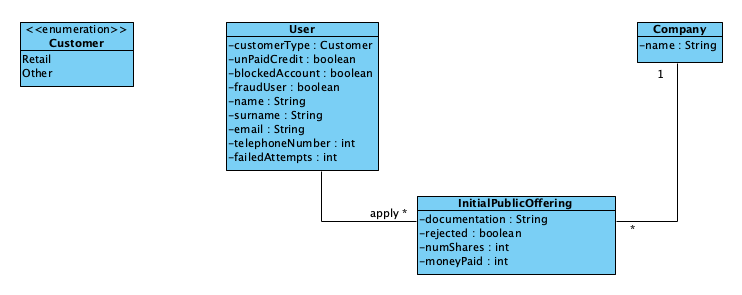 <<enumeration>>
Customer
Retail
Other
User
-customerType : Customer
-unPaidCredit : boolean
-blockedAccount : boolean
-fraudUser : boolean
-name : String
-surname : String
-email : String
-telephoneNumber : int
-failedAttempts : int
Company
-name : String
1
apply *
*
InitialPublicOffering
-documentation : String
-rejected : boolean
-numShares : int
-moneyPaid : int